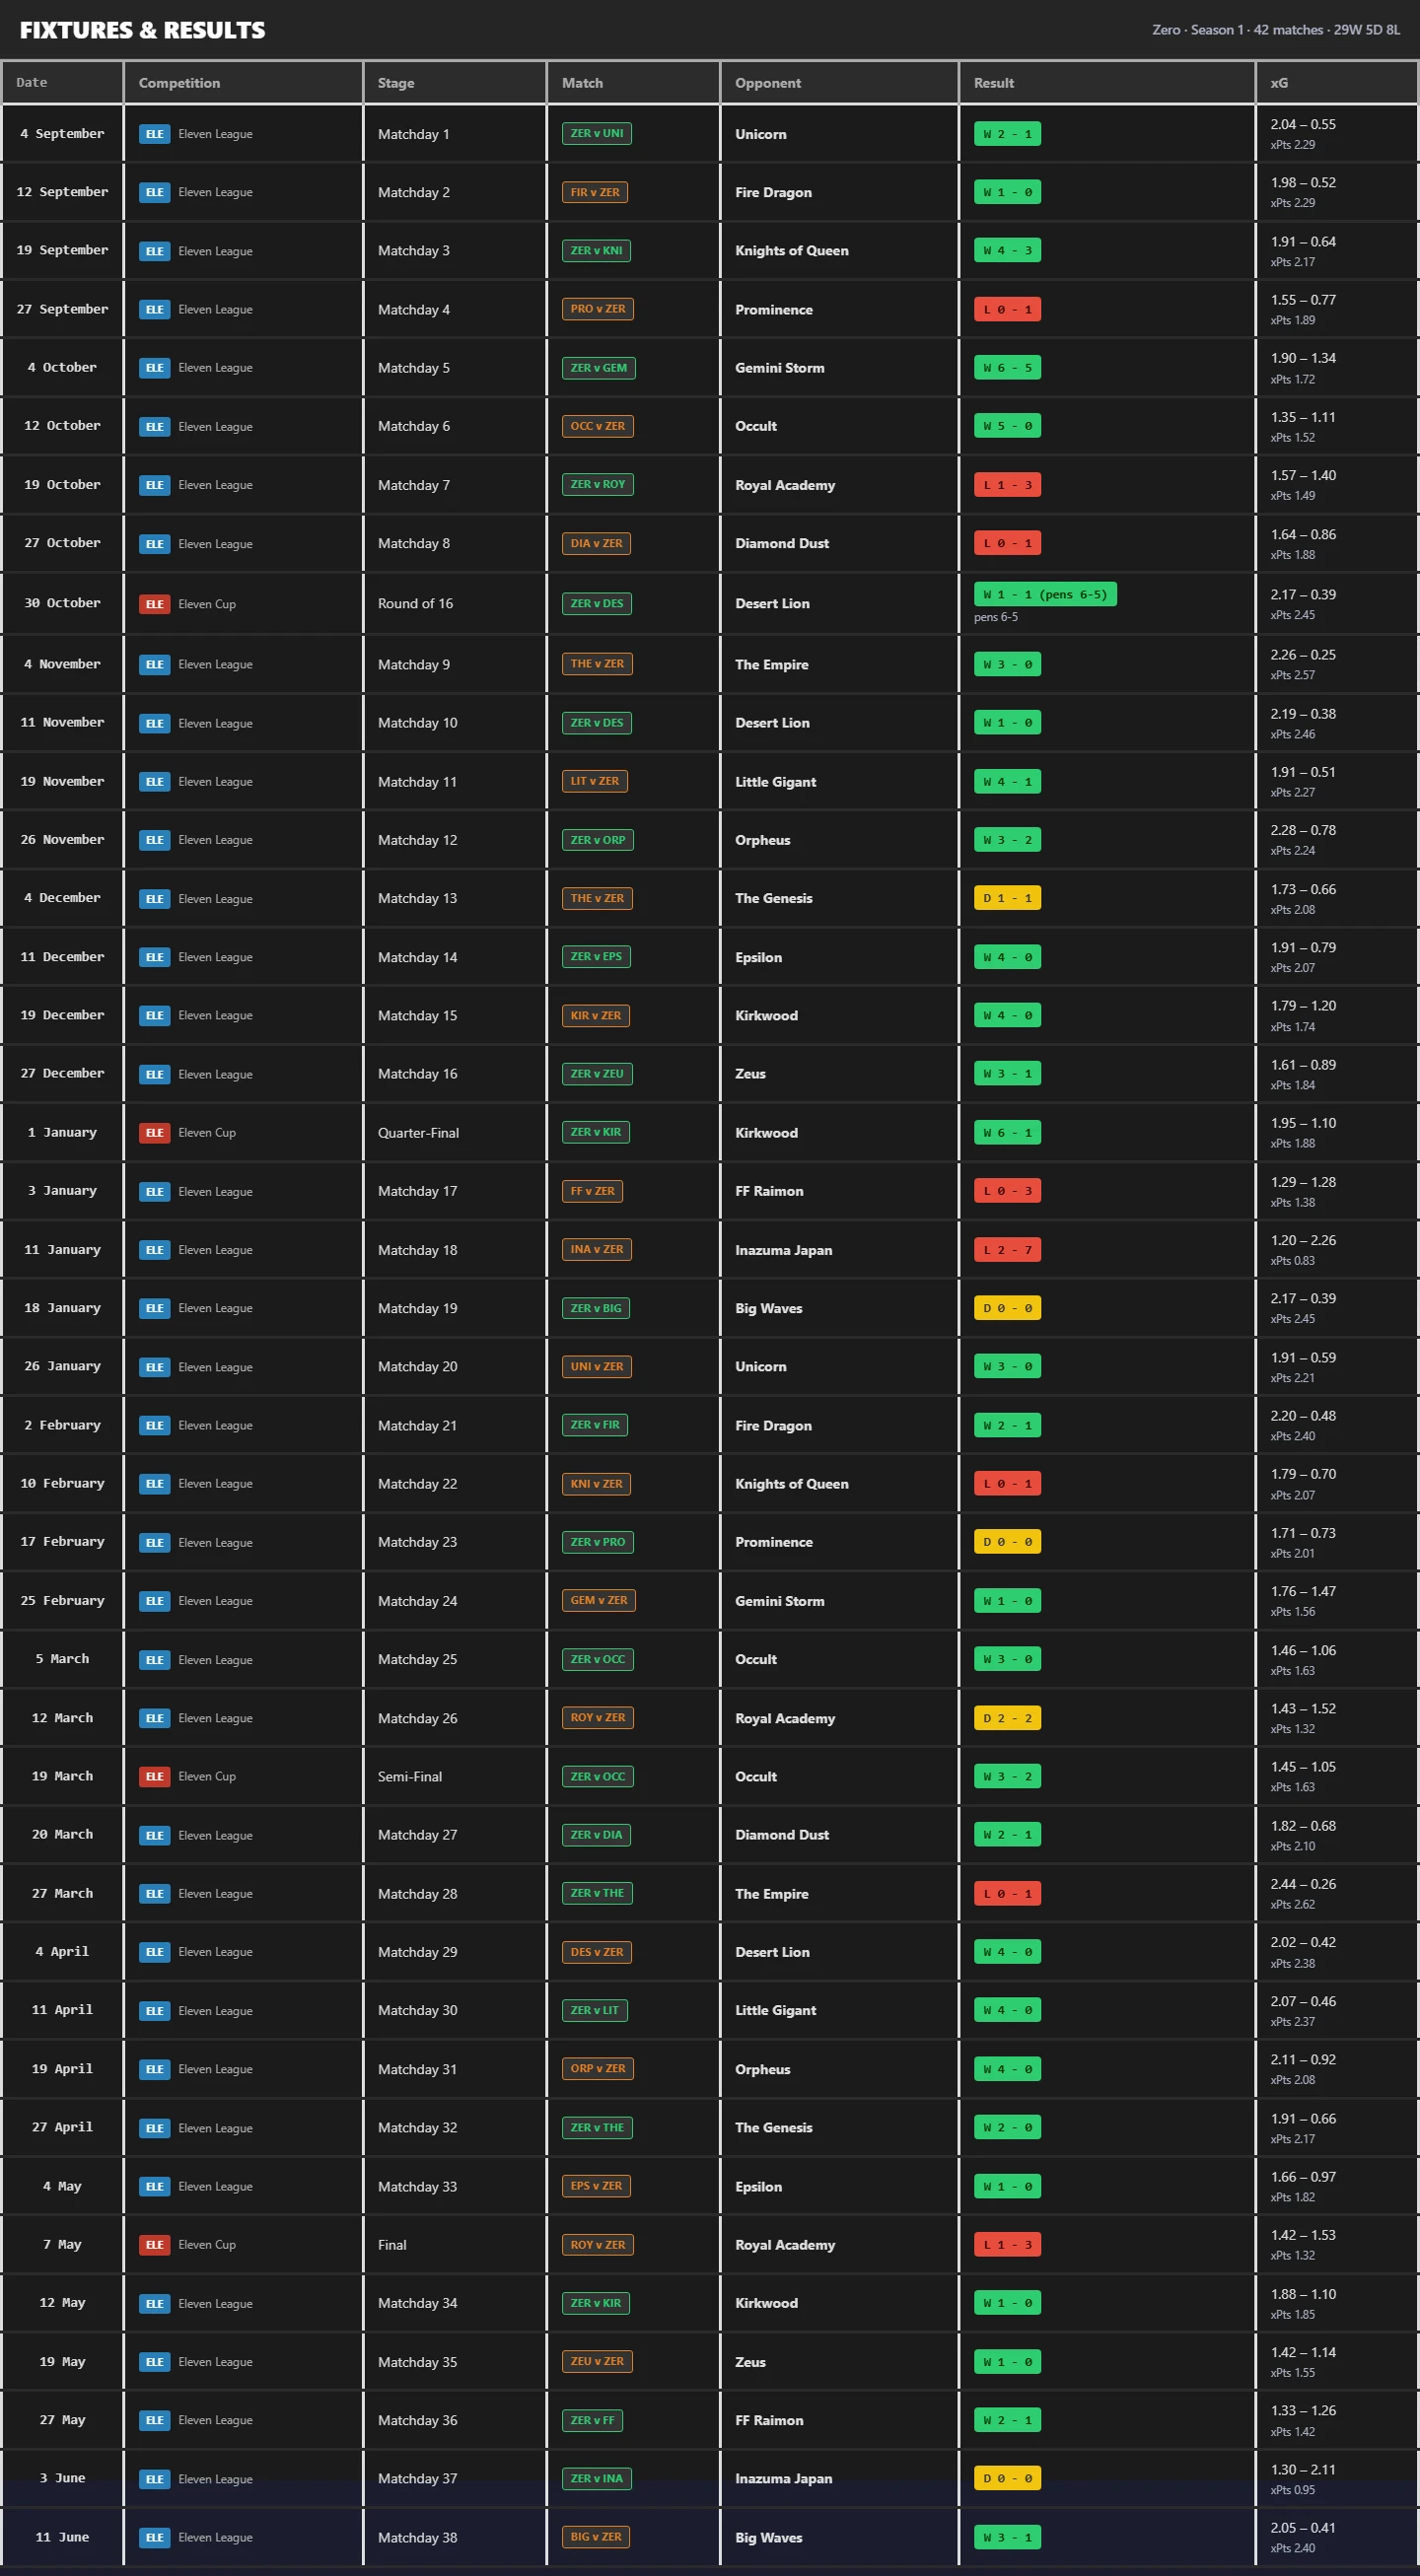 FIXTURES & RESULTS
Zero · Season 1 · 42 matches · 29W 5D 8L
Date Competition Stage Match Opponent Result xG
4 September ELE Eleven League Matchday 1 ZER v UNI Unicorn W 2 - 1 2.04 – 0.55
xPts 2.29
12 September ELE Eleven League Matchday 2 FIR v ZER Fire Dragon W 1 - 0 1.98 – 0.52
xPts 2.29
19 September ELE Eleven League Matchday 3 ZER v KNI Knights of Queen W 4 - 3 1.91 – 0.64
xPts 2.17
27 September ELE Eleven League Matchday 4 PRO v ZER Prominence L 0 - 1 1.55 – 0.77
xPts 1.89
4 October ELE Eleven League Matchday 5 ZER v GEM Gemini Storm W 6 - 5 1.90 – 1.34
xPts 1.72
12 October ELE Eleven League Matchday 6 OCC v ZER Occult W 5 - 0 1.35 – 1.11
xPts 1.52
19 October ELE Eleven League Matchday 7 ZER v ROY Royal Academy L 1 - 3 1.57 – 1.40
xPts 1.49
27 October ELE Eleven League Matchday 8 DIA v ZER Diamond Dust L 0 - 1 1.64 – 0.86
xPts 1.88
30 October ELE Eleven Cup Round of 16 ZER v DES Desert Lion W 1 - 1 (pens 6-5) 2.17 – 0.39
pens 6-5 xPts 2.45
4 November ELE Eleven League Matchday 9 THE v ZER The Empire W 3 - 0 2.26 – 0.25
xPts 2.57
11 November ELE Eleven League Matchday 10 ZER v DES Desert Lion W 1 - 0 2.19 – 0.38
xPts 2.46
19 November ELE Eleven League Matchday 11 LIT v ZER Little Gigant W 4 - 1 1.91 – 0.51
xPts 2.27
26 November ELE Eleven League Matchday 12 ZER v ORP Orpheus W 3 - 2 2.28 – 0.78
xPts 2.24
4 December ELE Eleven League Matchday 13 THE v ZER The Genesis D 1 - 1 1.73 – 0.66
xPts 2.08
11 December ELE Eleven League Matchday 14 ZER v EPS Epsilon W 4 - 0 1.91 – 0.79
xPts 2.07
19 December ELE Eleven League Matchday 15 KIR v ZER Kirkwood W 4 - 0 1.79 – 1.20
xPts 1.74
27 December ELE Eleven League Matchday 16 ZER v ZEU Zeus W 3 - 1 1.61 – 0.89
xPts 1.84
1 January ELE Eleven Cup Quarter-Final ZER v KIR Kirkwood W 6 - 1 1.95 – 1.10
xPts 1.88
3 January ELE Eleven League Matchday 17 FF v ZER FF Raimon L 0 - 3 1.29 – 1.28
xPts 1.38
11 January ELE Eleven League Matchday 18 INA v ZER Inazuma Japan L 2 - 7 1.20 – 2.26
xPts 0.83
18 January ELE Eleven League Matchday 19 ZER v BIG Big Waves D 0 - 0 2.17 – 0.39
xPts 2.45
26 January ELE Eleven League Matchday 20 UNI v ZER Unicorn W 3 - 0 1.91 – 0.59
xPts 2.21
2 February ELE Eleven League Matchday 21 ZER v FIR Fire Dragon W 2 - 1 2.20 – 0.48
xPts 2.40
10 February ELE Eleven League Matchday 22 KNI v ZER Knights of Queen L 0 - 1 1.79 – 0.70
xPts 2.07
17 February ELE Eleven League Matchday 23 ZER v PRO Prominence D 0 - 0 1.71 – 0.73
xPts 2.01
25 February ELE Eleven League Matchday 24 GEM v ZER Gemini Storm W 1 - 0 1.76 – 1.47
xPts 1.56
5 March ELE Eleven League Matchday 25 ZER v OCC Occult W 3 - 0 1.46 – 1.06
xPts 1.63
12 March ELE Eleven League Matchday 26 ROY v ZER Royal Academy D 2 - 2 1.43 – 1.52
xPts 1.32
19 March ELE Eleven Cup Semi-Final ZER v OCC Occult W 3 - 2 1.45 – 1.05
xPts 1.63
20 March ELE Eleven League Matchday 27 ZER v DIA Diamond Dust W 2 - 1 1.82 – 0.68
xPts 2.10
27 March ELE Eleven League Matchday 28 ZER v THE The Empire L 0 - 1 2.44 – 0.26
xPts 2.62
4 April ELE Eleven League Matchday 29 DES v ZER Desert Lion W 4 - 0 2.02 – 0.42
xPts 2.38
11 April ELE Eleven League Matchday 30 ZER v LIT Little Gigant W 4 - 0 2.07 – 0.46
xPts 2.37
19 April ELE Eleven League Matchday 31 ORP v ZER Orpheus W 4 - 0 2.11 – 0.92
xPts 2.08
27 April ELE Eleven League Matchday 32 ZER v THE The Genesis W 2 - 0 1.91 – 0.66
xPts 2.17
4 May ELE Eleven League Matchday 33 EPS v ZER Epsilon W 1 - 0 1.66 – 0.97
xPts 1.82
7 May ELE Eleven Cup Final ROY v ZER Royal Academy L 1 - 3 1.42 – 1.53
xPts 1.32
12 May ELE Eleven League Matchday 34 ZER v KIR Kirkwood W 1 - 0 1.88 – 1.10
xPts 1.85
19 May ELE Eleven League Matchday 35 ZEU v ZER Zeus W 1 - 0 1.42 – 1.14
xPts 1.55
27 May ELE Eleven League Matchday 36 ZER v FF FF Raimon W 2 - 1 1.33 – 1.26
xPts 1.42
3 June ELE Eleven League Matchday 37 ZER v INA Inazuma Japan D 0 - 0 1.30 – 2.11
xPts 0.95
11 June ELE Eleven League Matchday 38 BIG v ZER Big Waves W 3 - 1 2.05 – 0.41
xPts 2.40